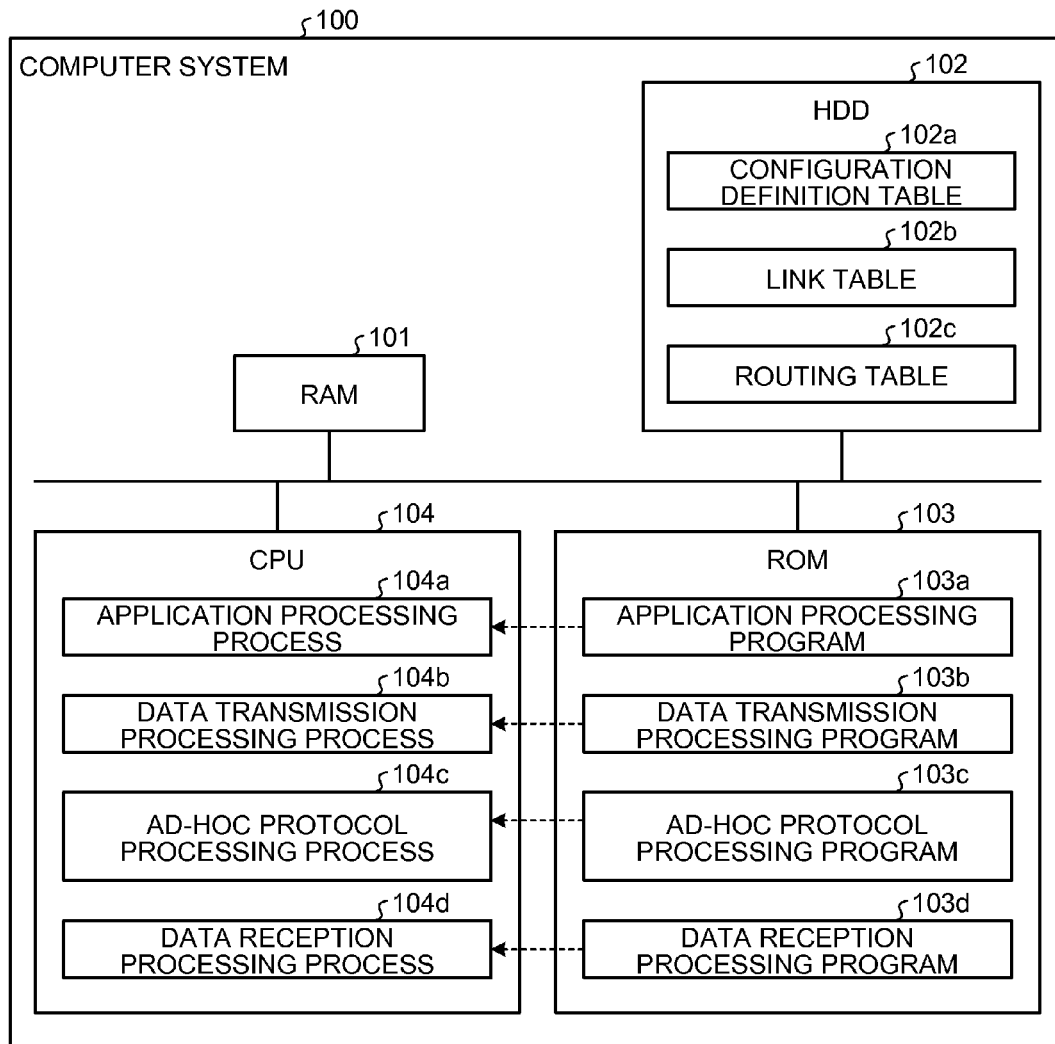 100
COMPUTER SYSTEM
102
HDD
102a
CONFIGURATION
DEFINITION TABLE
102b
LINK TABLE
102c
ROUTING TABLE
101
RAM
104
CPU
104a
APPLICATION PROCESSING
PROCESS
104b
DATA TRANSMISSION
PROCESSING PROCESS
104c
AD-HOC PROTOCOL
PROCESSING PROCESS
104d
DATA RECEPTION
PROCESSING PROCESS
103
ROM
103a
APPLICATION PROCESSING
PROGRAM
103b
DATA TRANSMISSION
PROCESSING PROGRAM
103c
AD-HOC PROTOCOL
PROCESSING PROGRAM
103d
DATA RECEPTION
PROCESSING PROGRAM